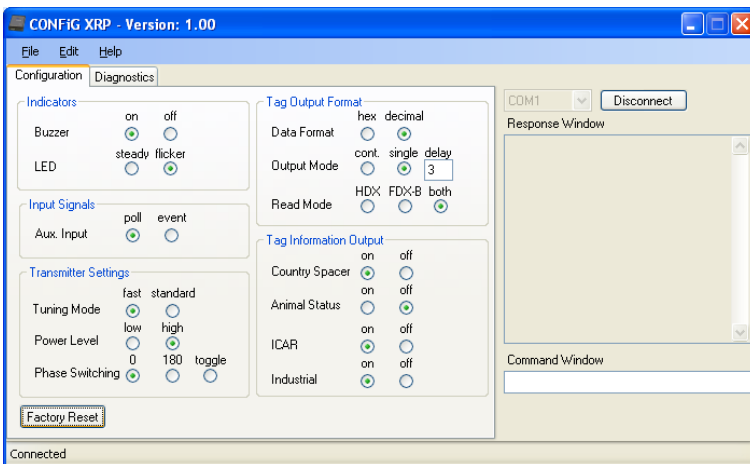 CONFiG XRP - Version: 1.00
File Edit Help
Configuration Diagnostics
Indicators
on off
Buzzer
steady flicker
LED
Input Signals
poll event
Aux. Input
Transmitter Settings
fast standard
Tuning Mode
low high
Power Level
0 180 toggle
Phase Switching
Factory Reset
Tag Output Format
hex decimal
Data Format
cont. single delay
Output Mode 3
HDX FDX-B both
Read Mode
Tag Information Output
on off
Country Spacer
on off
Animal Status
on off
ICAR
on off
Industrial
COM1 Disconnect
Response Window
Command Window
Connected